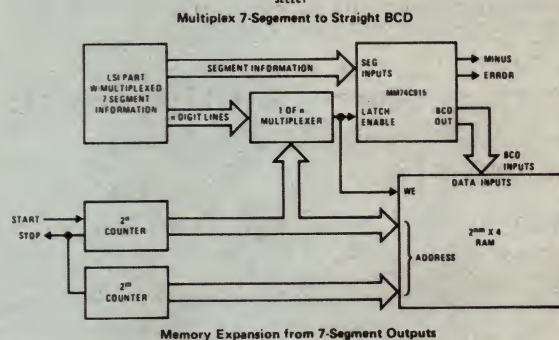 SELECT
Multiplex 7-Segement to Straight BCD
LSI PART
W/MULTIPLEXED
7 SEGMENT
INFORMATION
SEGMENT INFORMATION
n DIGIT LINES
1 OF n
MULTIPLEXER
SEG
INPUTS
MM74C915
LATCH
ENABLE
BCD
OUT
MINUS
ERROR
BCD
INPUTS
DATA INPUTS
WE
2ⁿᵐ X 4
RAM
ADDRESS
START
STOP
2ⁿ
COUNTER
2ᵐ
COUNTER
Memory Expansion from 7-Segment Outputs